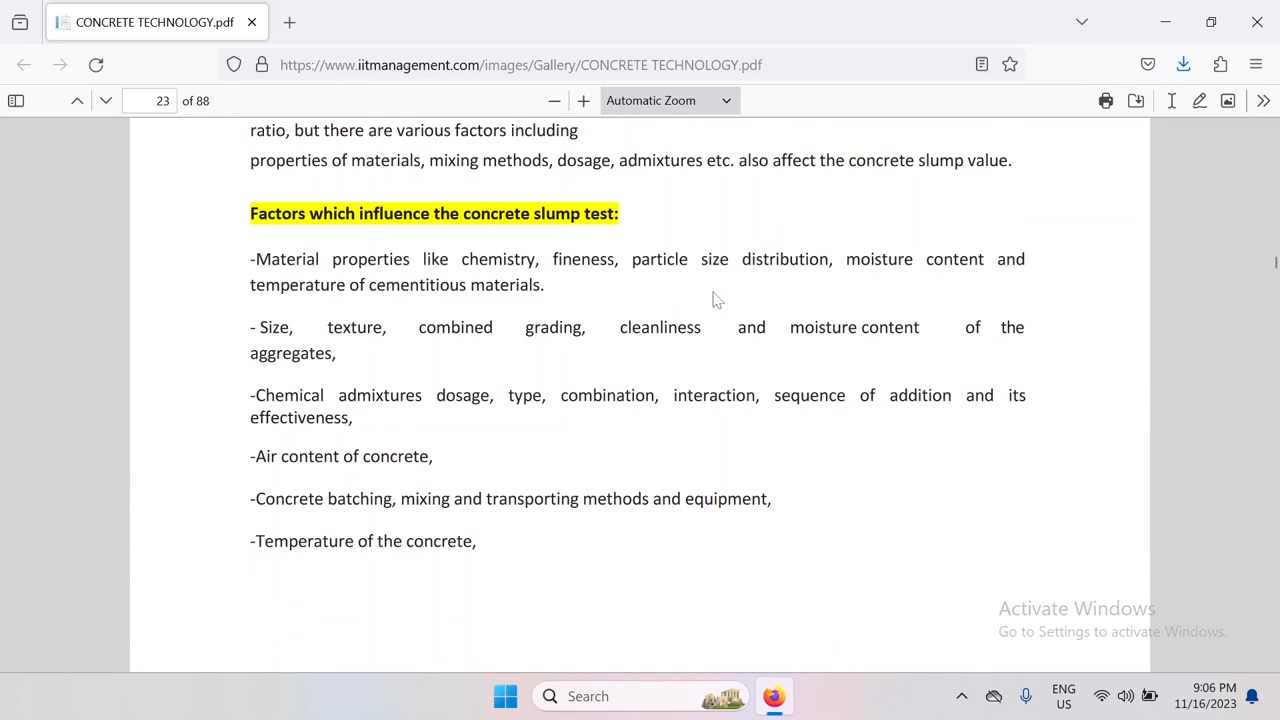 CONCRETE TECHNOLOGY.pdf
https://www.iitmanagement.com/images/Gallery/CONCRETE TECHNOLOGY.pdf
23 of 88
Automatic Zoom
ratio, but there are various factors including
properties of materials, mixing methods, dosage, admixtures etc. also affect the concrete slump value.
Factors which influence the concrete slump test:
-Material properties like chemistry, fineness, particle size distribution, moisture content and
temperature of cementitious materials.
- Size, texture, combined grading, cleanliness and moisture content of the
aggregates,
-Chemical admixtures dosage, type, combination, interaction, sequence of addition and its
effectiveness,
-Air content of concrete,
-Concrete batching, mixing and transporting methods and equipment,
-Temperature of the concrete,
Activate Windows
Go to Settings to activate Windows.
Search
ENG
US
9:06 PM
11/16/2023